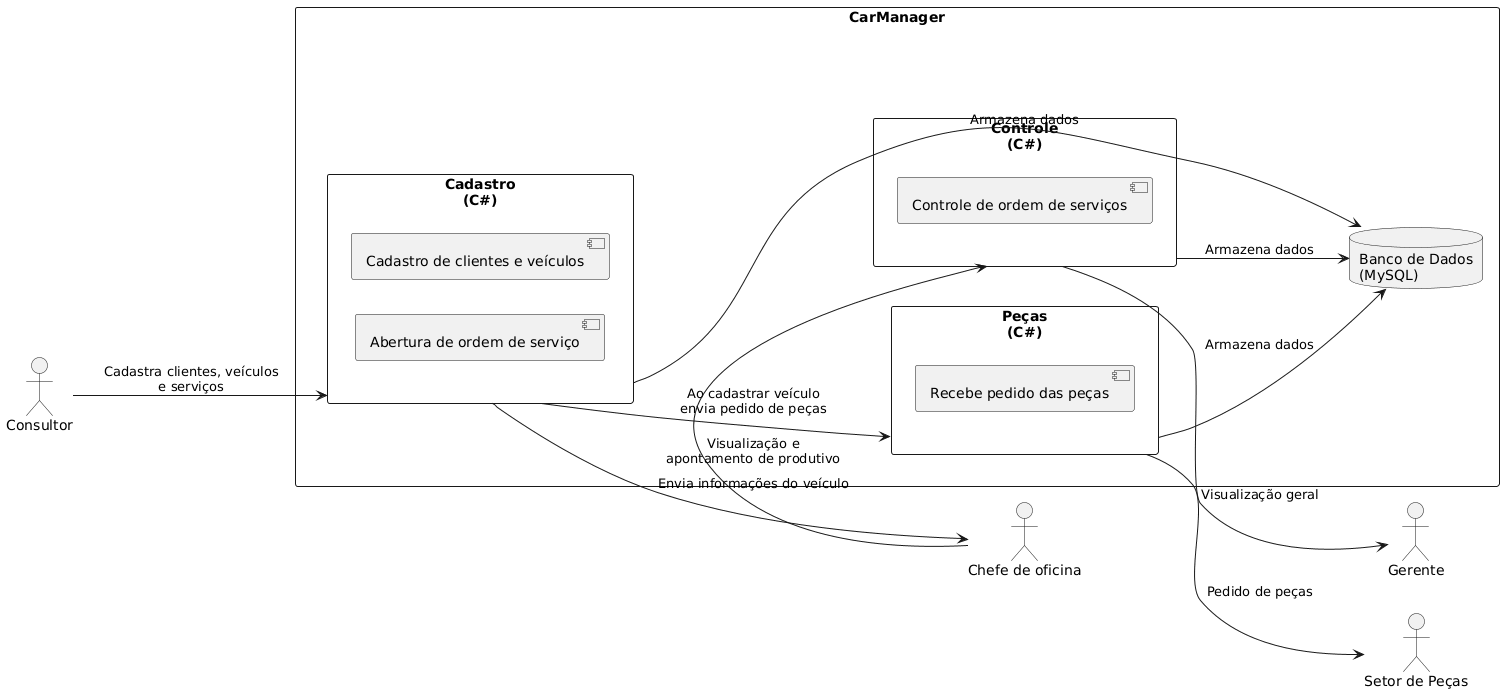 CarManager
Armazena dados
Controle
(C#)
Controle de ordem de serviços
Cadastro
(C#)
Cadastro de clientes e veículos
Abertura de ordem de serviço
Armazena dados
Banco de Dados
(MySQL)
Peças
(C#)
Recebe pedido das peças
Armazena dados
Cadastra clientes, veículos
e serviços
Consultor
Ao cadastrar veículo
envia pedido de peças
Visualização e
apontamento de produtivo
Envia informações do veículo
Visualização geral
Chefe de oficina
Gerente
Pedido de peças
Setor de Peças